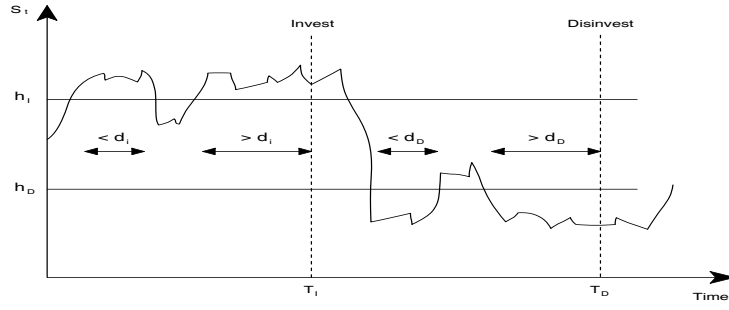 S t
Invest
Disinvest
h I
< d i
> d i
< d D
> d D
h D
T I
T D
Time